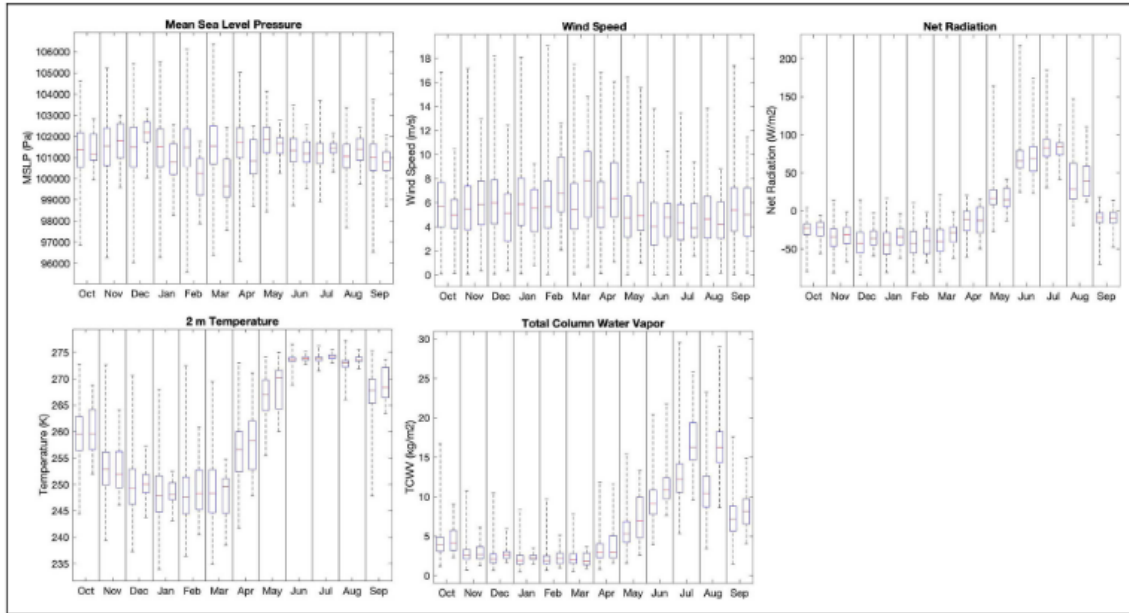 Mean Sea Level Pressure
106000
105000
104000
103000
102000
101000
100000
99000
98000
97000
96000
MSLP (Pa)
Oct Nov Dec Jan Feb Mar Apr May Jun Jul Aug Sep
Wind Speed
18
16
14
12
10
8
6
4
2
0
Wind Speed (m/s)
Oct Nov Dec Jan Feb Mar Apr May Jun Jul Aug Sep
Net Radiation
200
150
100
50
0
-50
Net Radiation (W/m2)
Oct Nov Dec Jan Feb Mar Apr May Jun Jul Aug Sep
2 m Temperature
275
270
265
260
255
250
245
240
235
Temperature (K)
Oct Nov Dec Jan Feb Mar Apr May Jun Jul Aug Sep
Total Column Water Vapor
30
25
20
15
10
5
0
TCWV (kg/m2)
Oct Nov Dec Jan Feb Mar Apr May Jun Jul Aug Sep